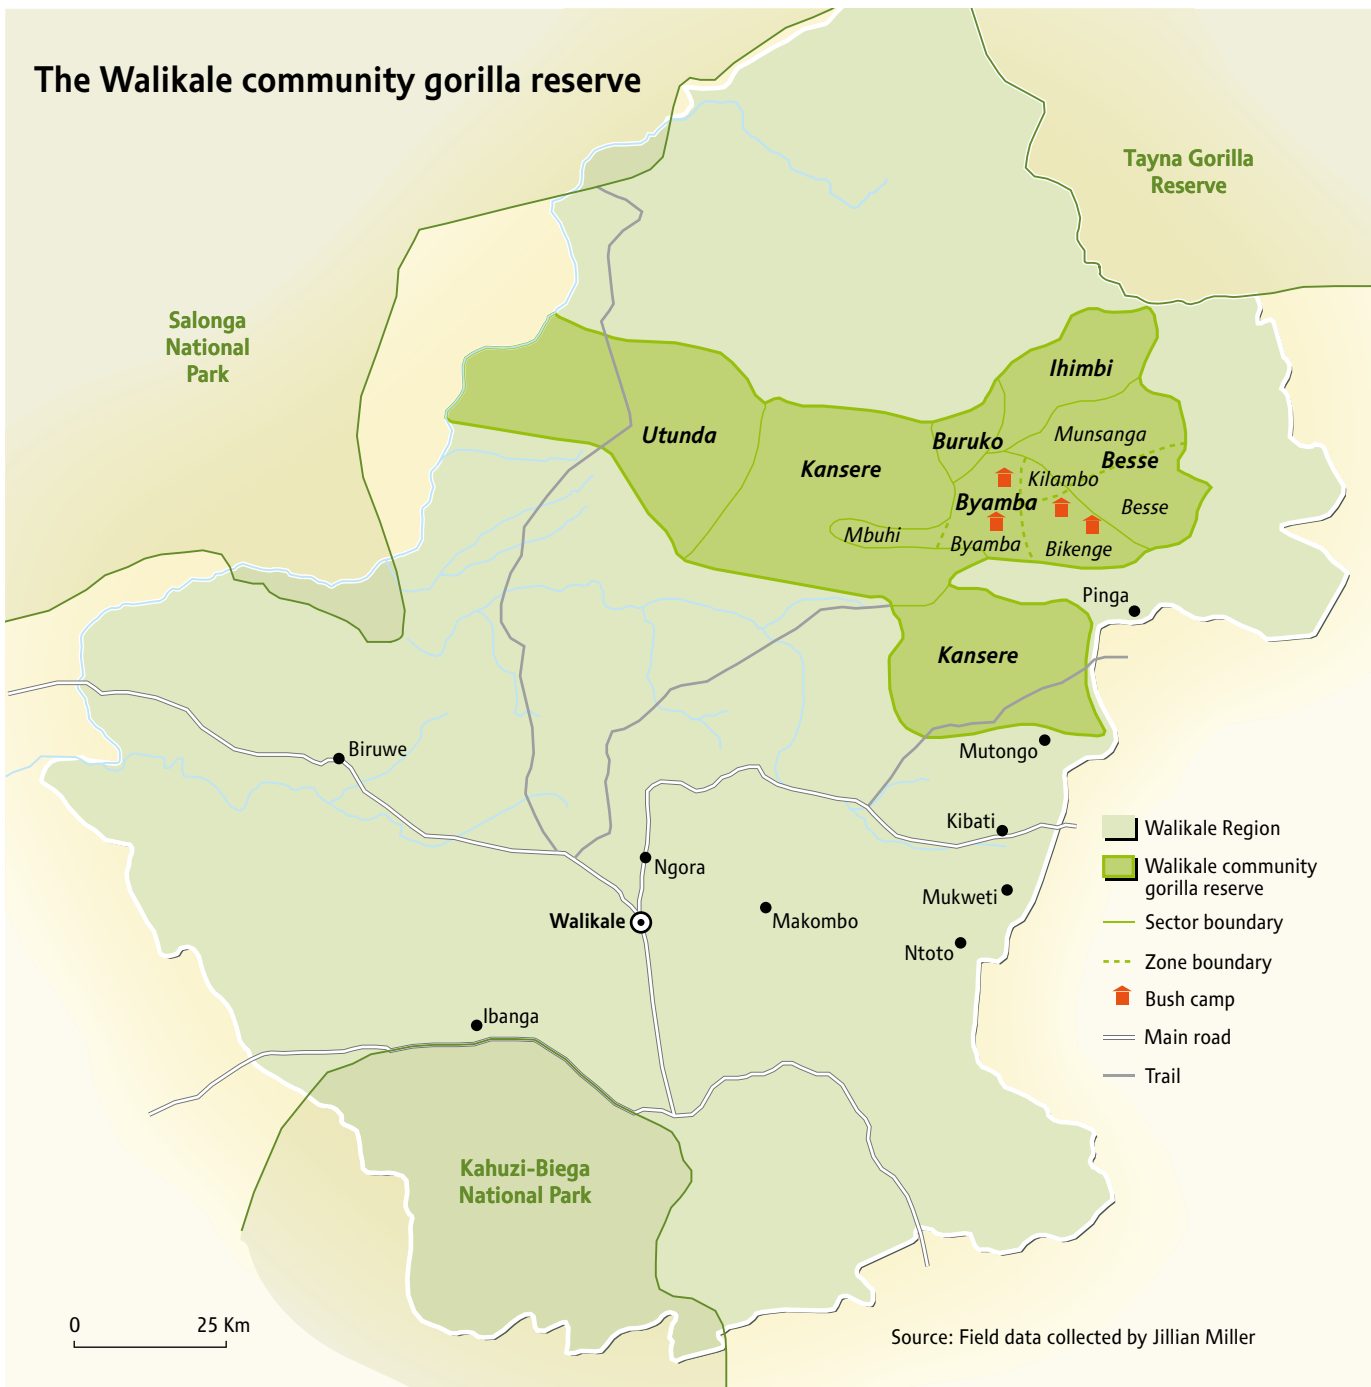 The Walikale community gorilla reserve
Tayna Gorilla
Reserve
Salonga
National
Park
Ihimbi
Utunda
Buruko
Munsanga
Besse
Kansere
Kilambo
Byamba
Besse
Mbuhi
Byamba
Bikenge
Pinga
Kansere
Biruwe
Mutongo
Kibati
Walikale Region
Ngora
Walikale community
gorilla reserve
Mukweti
Walikale
Makombo
Sector boundary
Ntoto
Zone boundary
Bush camp
Ibanga
Main road
Trail
Kahuzi-Biega
National Park
0 25 Km
Source: Field data collected by Jillian Miller